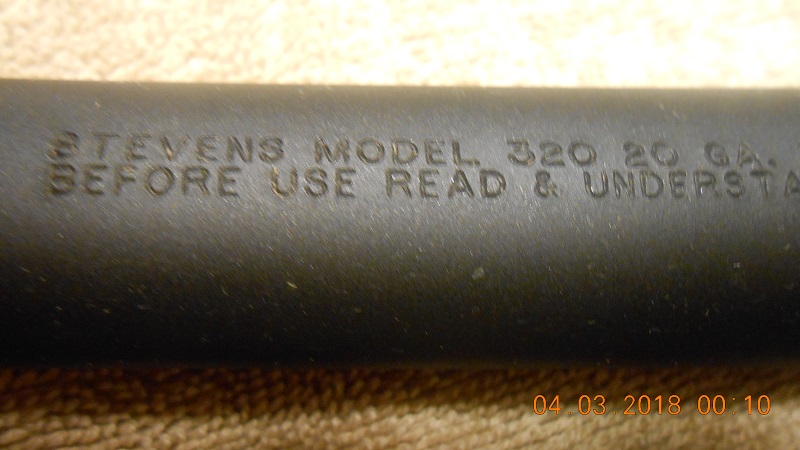 STEVENS MODEL 320 20 GA.
BEFORE USE READ & UNDERSTA
04.03 2018 00:10